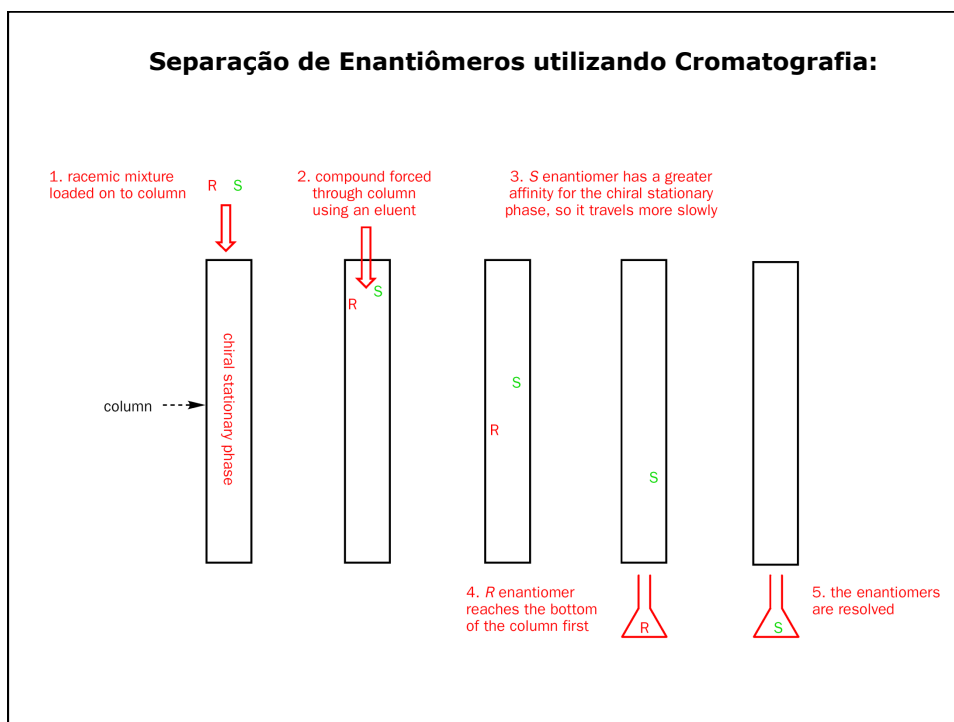 Separação de Enantiômeros utilizando Cromatografia:
1. racemic mixture
loaded on to column
R S
2. compound forced
through column
using an eluent
3. S enantiomer has a greater
affinity for the chiral stationary
phase, so it travels more slowly
column
chiral stationary phase
R
S
S
R
S
4. R enantiomer
reaches the bottom
of the column first
R
S
5. the enantiomers
are resolved